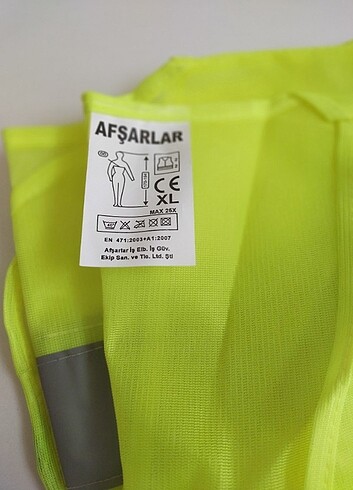 AFŞARLAR
CE
XL
MAX 25X
EN 471:2003+A1:2007
Afşarlar İş Elb. İş Güv.
Ekip San. ve Tic. Ltd. Şti